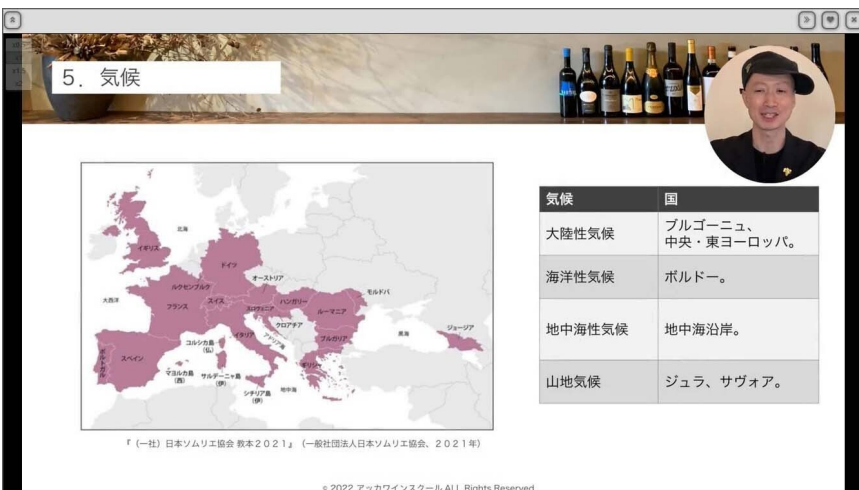 5．気候
気候
国
大陸性気候
ブルゴーニュ、
中央・東ヨーロッパ。
海洋性気候
ボルドー。
地中海性気候
地中海沿岸。
山地気候
ジュラ、サヴォア。
北海
イギリス
ドイツ
オーストリア
ルクセンブルグ
モルドバ
大西洋
フランス
スイス
スロヴェニア
ハンガリー
ルーマニア
クロアチア
ジョージア
黒海
コルシカ島
（仏）
イタリア
アドリア海
ブルガリア
ポルトガル
スペイン
マヨルカ島
（西）
サルデーニャ島
（伊）
ギリシャ
シチリア島
（伊）
地中海
『（一社）日本ソムリエ協会 教本２０２１』（一般社団法人日本ソムリエ協会、２０２１年）
© 2022 アッカワインスクール ALL Rights Reserved